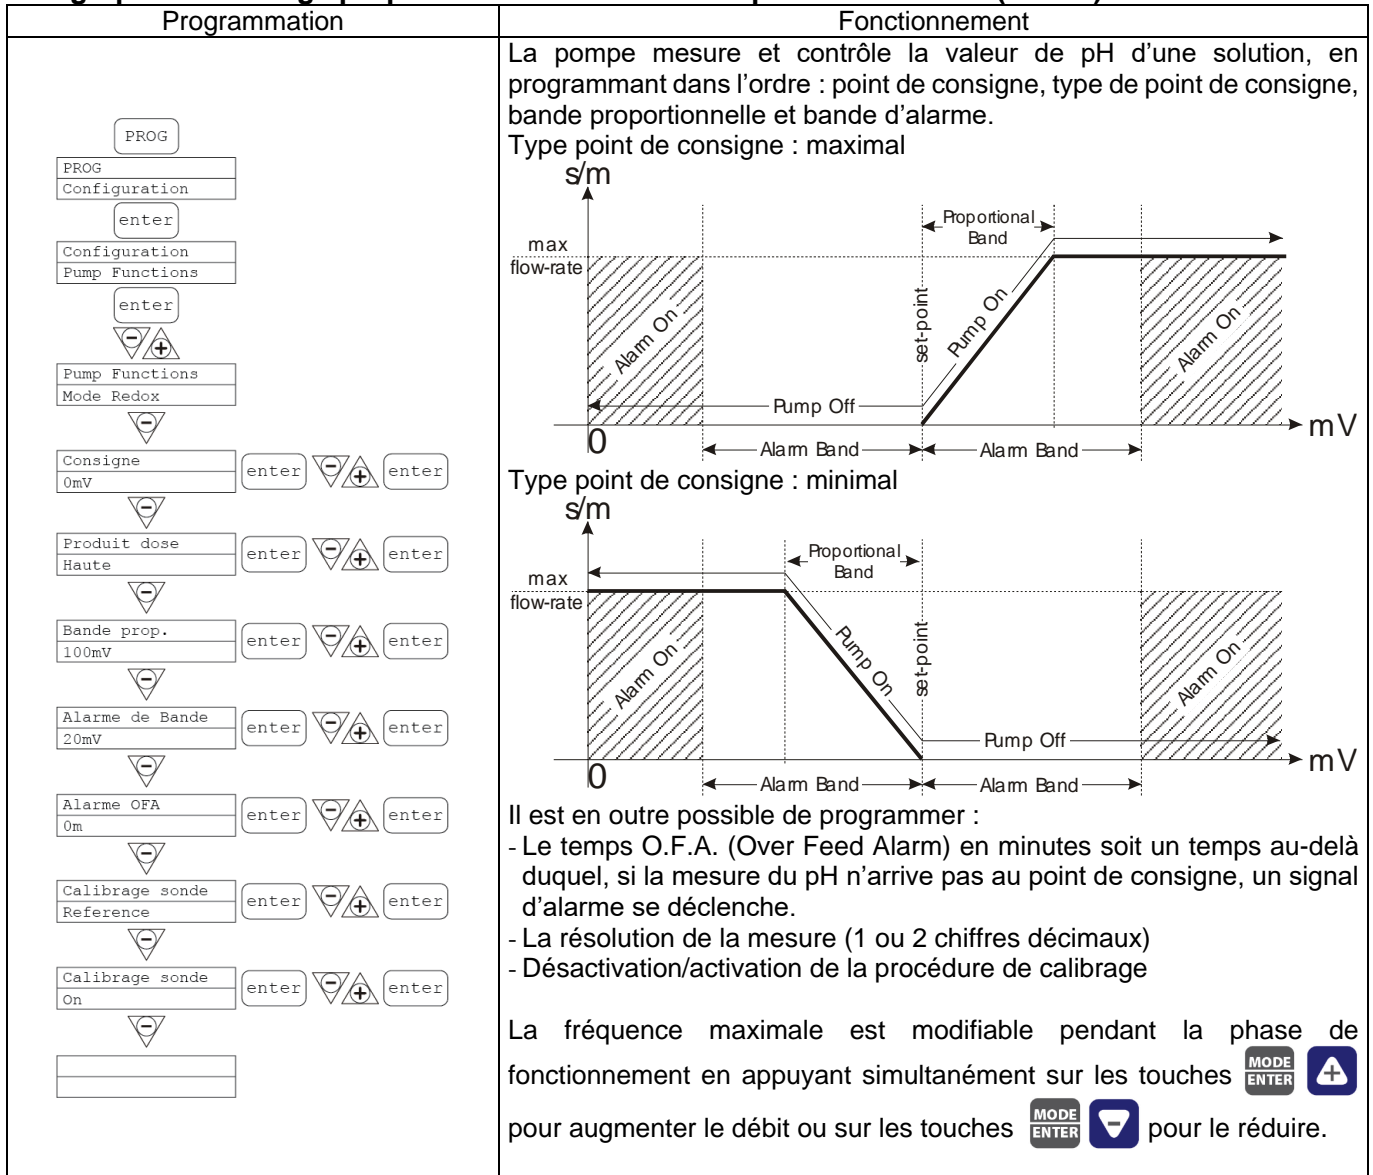 Programmation
Fonctionnement
PROG
PROG
Configuration
enter
Configuration
Pump Functions
enter
Pump Functions
Mode Redox
Consigne
0mV
enter
enter
Produit dose
Haute
enter
enter
Bande prop.
100mV
enter
enter
Alarme de Bande
20mV
enter
enter
Alarme OFA
0m
enter
enter
Calibrage sonde
Reference
enter
enter
Calibrage sonde
On
enter
enter
La pompe mesure et contrôle la valeur de pH d'une solution, en
programmant dans l'ordre : point de consigne, type de point de consigne,
bande proportionnelle et bande d'alarme.
Type point de consigne : maximal
s/m
Proportional
Band
max
flow-rate
Alarm On
set-point
Pump On
Alarm On
Pump Off
mV
0
Alarm Band
Alarm Band
Type point de consigne : minimal
s/m
Proportional
Band
max
flow-rate
Alarm On
Pump On
set-point
Alarm On
Pump Off
mV
0
Alarm Band
Alarm Band
Il est en outre possible de programmer :
- Le temps O.F.A. (Over Feed Alarm) en minutes soit un temps au-delà
duquel, si la mesure du pH n'arrive pas au point de consigne, un signal
d'alarme se déclenche.
- La résolution de la mesure (1 ou 2 chiffres décimaux)
- Désactivation/activation de la procédure de calibrage
La fréquence maximale est modifiable pendant la phase de
fonctionnement en appuyant simultanément sur les touches MODE ENTER +
pour augmenter le débit ou sur les touches MODE ENTER - pour le réduire.